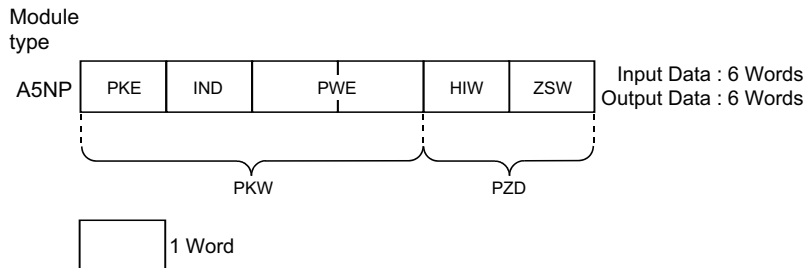 Module
type
A5NP PKE IND PWE HIW ZSW Input Data : 6 Words
Output Data : 6 Words
PKW PZD
1 Word